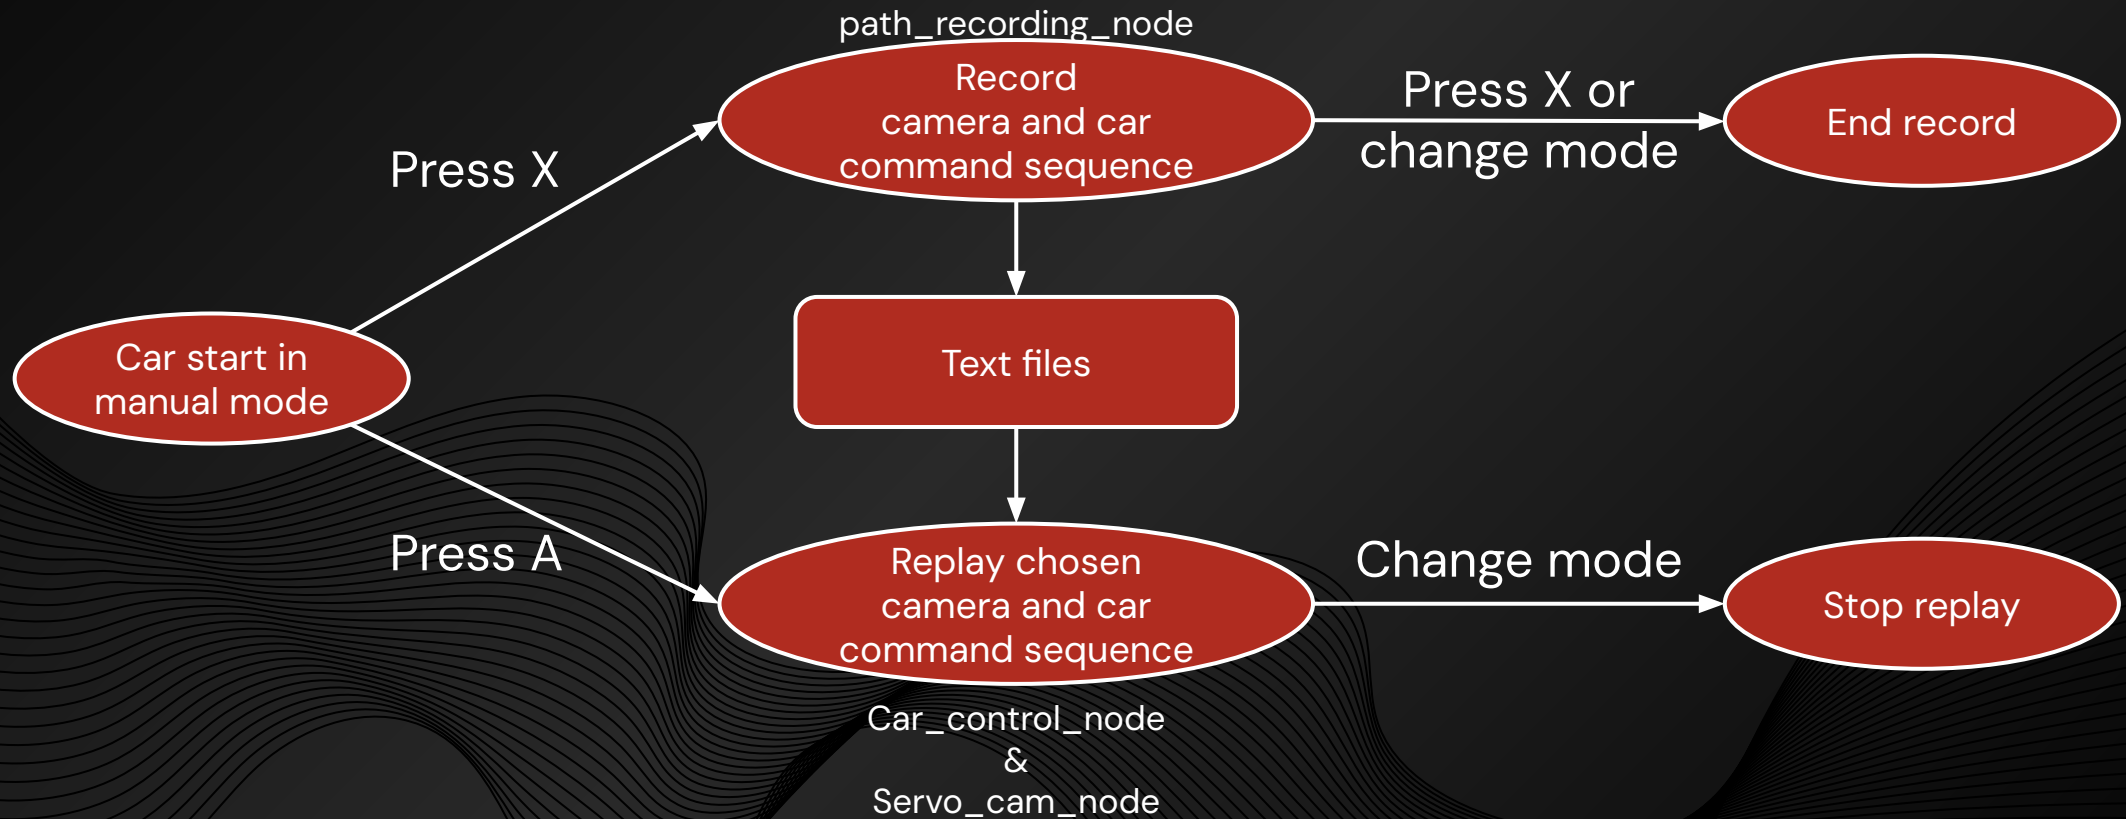 path_recording_node
Record
camera and car
command sequence
Press X or
change mode
End record
Press X
Car start in
manual mode
Text files
Press A
Replay chosen
camera and car
command sequence
Change mode
Stop replay
Car_control_node
&
Servo_cam_node